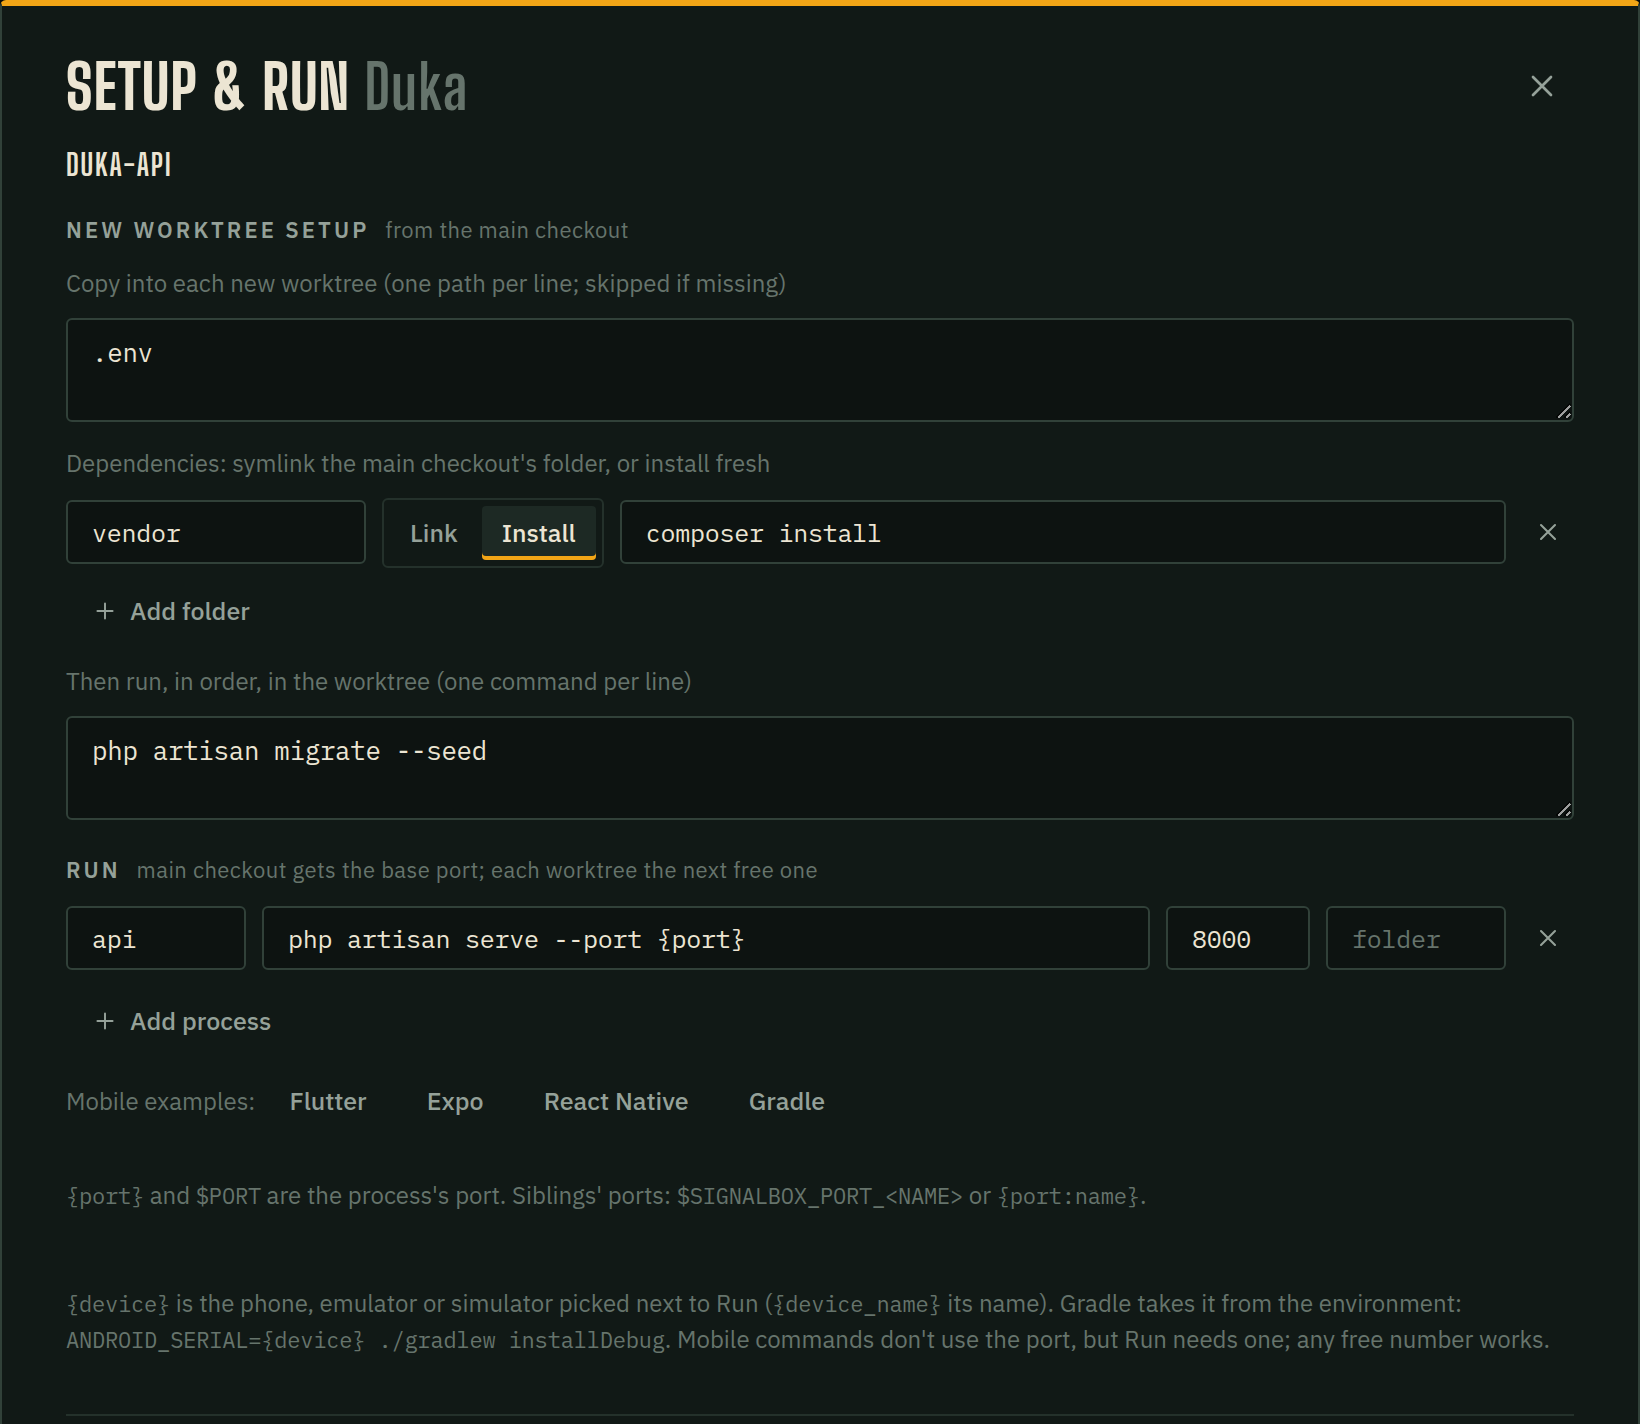 SETUP & RUN Duka
DUKA-API
NEW WORKTREE SETUP from the main checkout
Copy into each new worktree (one path per line; skipped if missing)
.env
Dependencies: symlink the main checkout's folder, or install fresh
vendor Link Install composer install
Add folder
Then run, in order, in the worktree (one command per line)
php artisan migrate --seed
RUN main checkout gets the base port; each worktree the next free one
api php artisan serve --port {port} 8000 folder
Add process
Mobile examples: Flutter Expo React Native Gradle
{port} and $PORT are the process's port. Siblings' ports: $SIGNALBOX_PORT_<NAME> or {port:name}.
{device} is the phone, emulator or simulator picked next to Run ({device_name} its name). Gradle takes it from the environment:
ANDROID_SERIAL={device} ./gradlew installDebug. Mobile commands don't use the port, but Run needs one; any free number works.